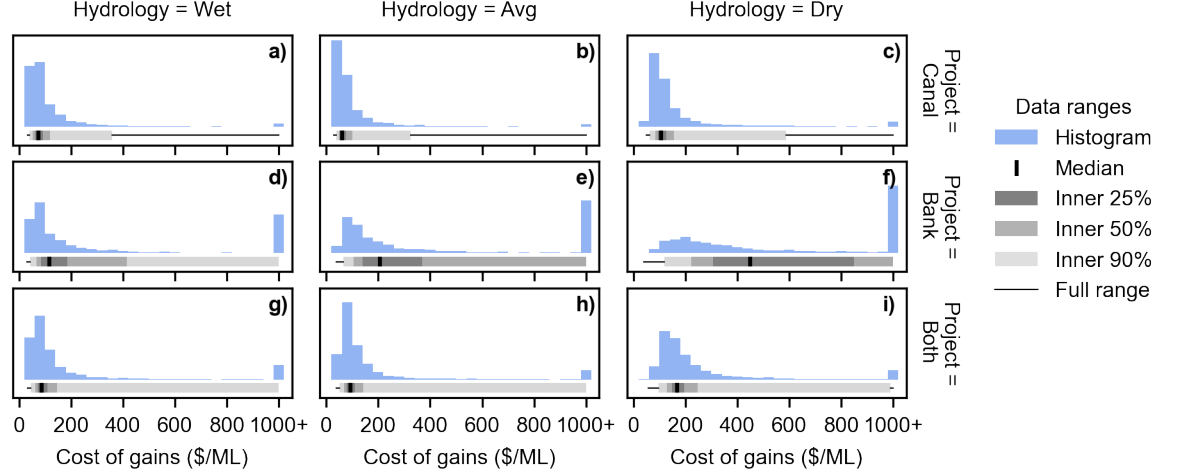 Hydrology = Wet
Hydrology = Avg
Hydrology = Dry
a)
b)
c)
Project =
Canal
d)
e)
f)
Project =
Bank
g)
h)
i)
Project =
Both
0 200 400 600 800 1000+
0 200 400 600 800 1000+
0 200 400 600 800 1000+
Cost of gains ($/ML)
Cost of gains ($/ML)
Cost of gains ($/ML)
Data ranges
Histogram
Median
Inner 25%
Inner 50%
Inner 90%
Full range